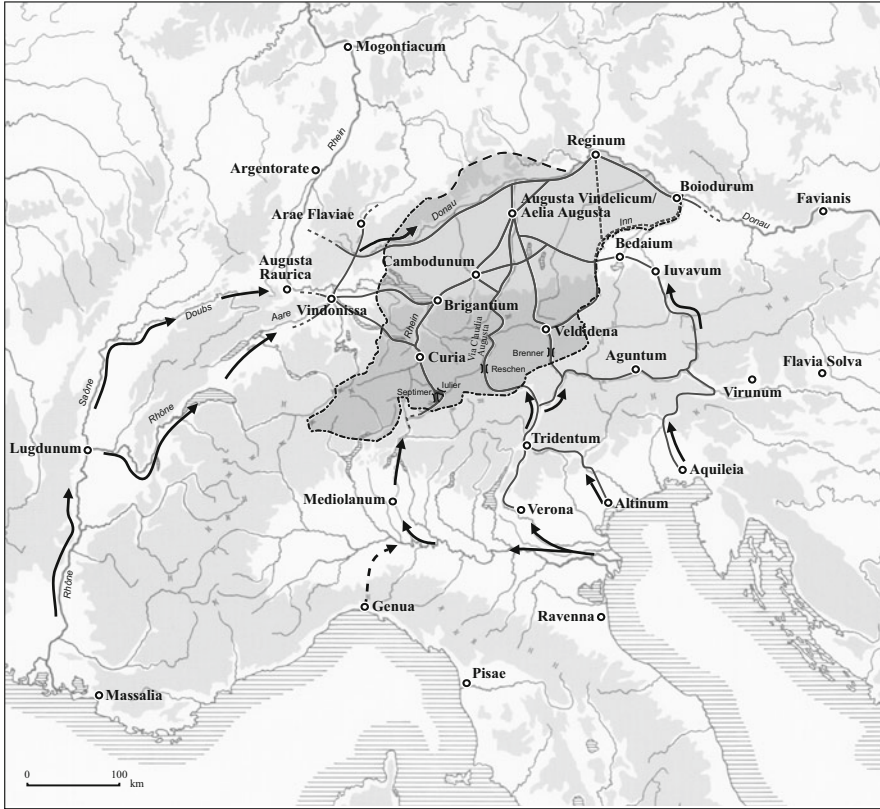 Mogontiacum
Rhein
Argentorate
Reginum
Boiodurum
Favianis
Donau
Augusta Vindelicum/
Aelia Augusta
Arae Flaviae
Donau
Inn
Bedaium
Iuvavum
Cambodunum
Augusta
Raurica
Vindonissa
Brigantium
Doubs
Aare
Rhein
Via Claudia
Augusta
Veldidena
Brenner
Curia
Reschen
Aguntum
Flavia Solva
Virunum
Septimer
Iulier
Saône
Rhône
Lugdunum
Tridentum
Aquileia
Mediolanum
Verona
Altinum
Rhône
Genua
Ravenna
Pisae
Massalia
0 100
km